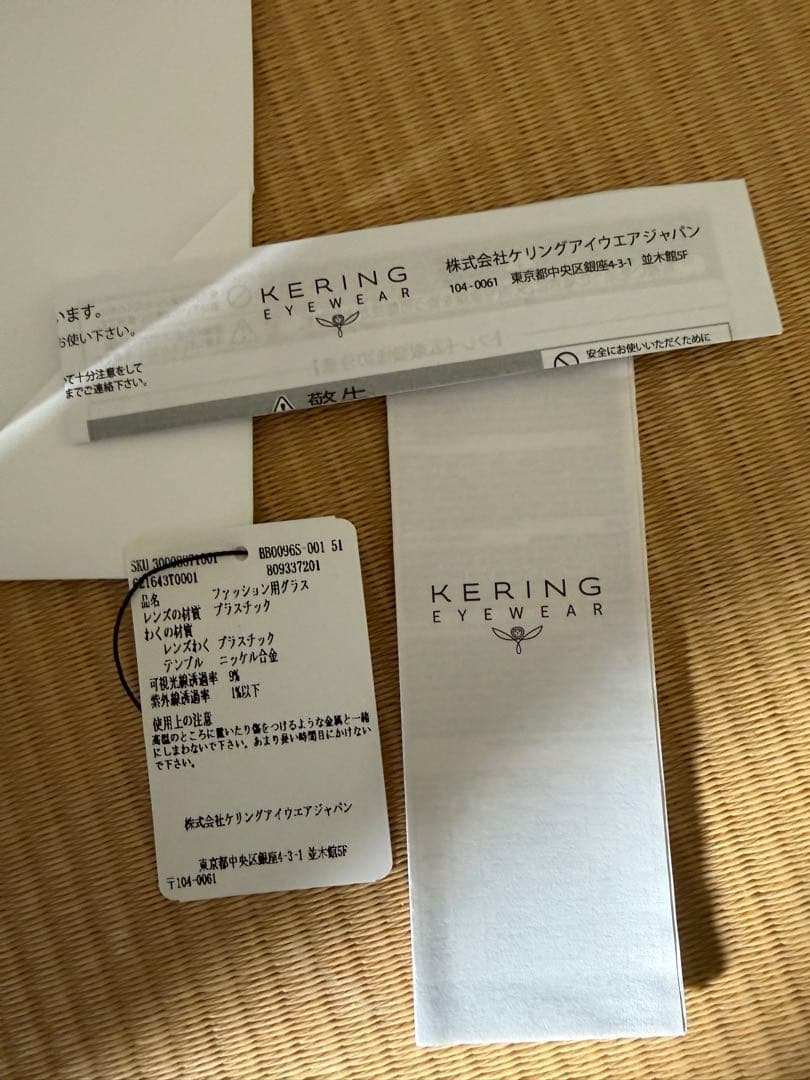 います。
お使い下さい。
て十分注意をして
までご連絡下さい。
KERING
EYEWEAR
株式会社ケリングアイウエアジャパン
104-0061 東京都中央区銀座4-3-1 並木館5F
安全にお使いいただくために
KERING
EYEWEAR
SKU 30008871001 BB0096S-001 51
621643T0001 809337201
品名 ファッション用グラス
レンズの材質 プラスチック
わくの材質
レンズわく プラスチック
テンプル ニッケル合金
可視光線透過率 9%
紫外線透過率 1%以下
使用上の注意
高温のところに置いたり傷をつけるような金属と一緒
にしまわないで下さい。あまり長い時間目にかけない
で下さい。
株式会社ケリングアイウエアジャパン
東京都中央区銀座4-3-1 並木館5F
〒104-0061